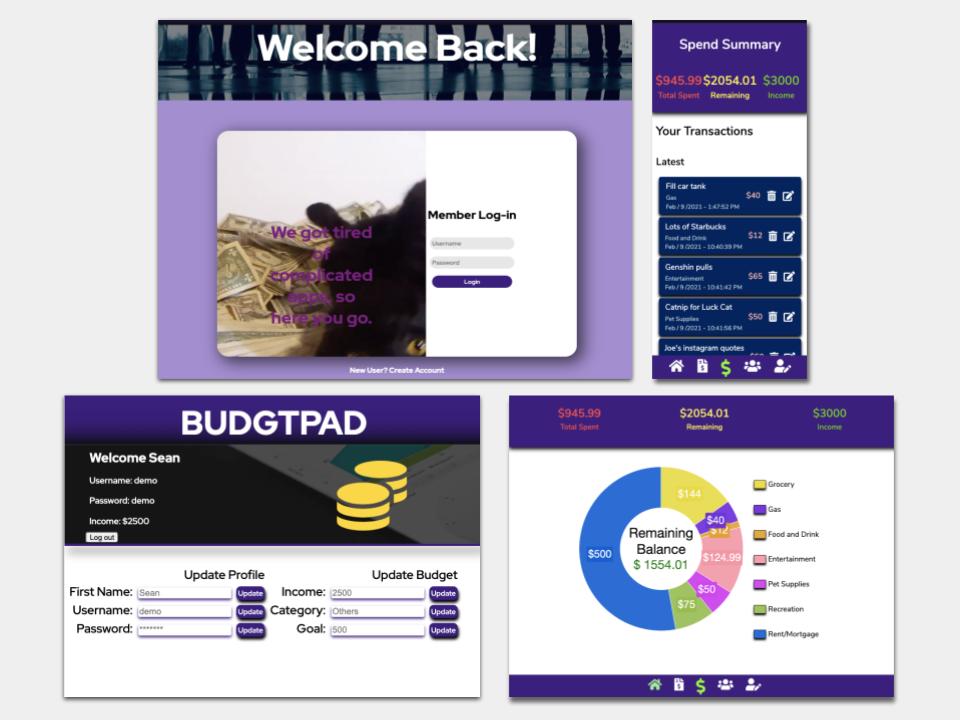 Welcome Back!
We got tired
of
complicated
apps, so
here you go.
Member Log-in
Username
Password
Login
New User? Create Account
Spend Summary
$945.99 $2054.01 $3000
Total Spent Remaining Income
Your Transactions
Latest
Fill car tank
Gas
Feb / 9 /2021 - 1:47:52 PM
$40
Lots of Starbucks
Food and Drink
Feb / 9 /2021 - 10:40:39 PM
$12
Genshin pulls
Entertainment
Feb / 9 /2021 - 10:41:42 PM
$65
Catnip for Luck Cat
Pet Supplies
Feb / 9 /2021 - 10:41:56 PM
$50
Joe's instagram quotes
BUDGTPAD
Welcome Sean
Username: demo
Password: demo
Income: $2500
Log out
Update Profile
First Name: Sean Update
Username: demo Update
Password: ******* Update
Update Budget
Income: 2500 Update
Category: Others Update
Goal: 500 Update
$945.99 $2054.01 $3000
Total Spent Remaining Income
$144
$40
$12
$124.99
$50
$75
$500
Remaining
Balance
$ 1554.01
Grocery
Gas
Food and Drink
Entertainment
Pet Supplies
Recreation
Rent/Mortgage